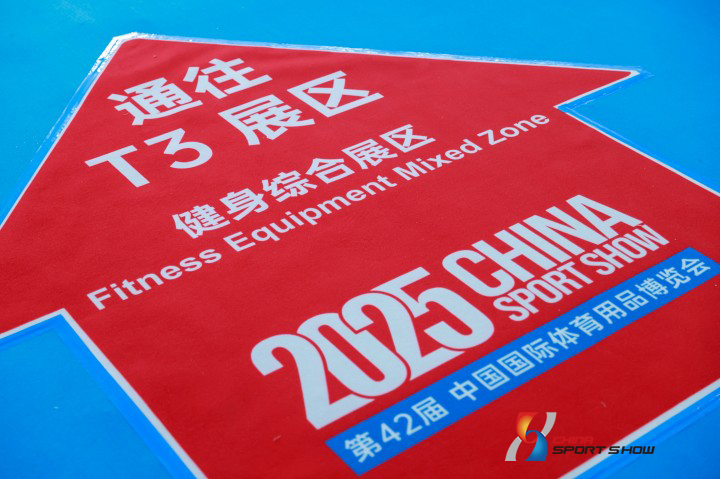 通往
T3 展区
健身综合展区
Fitness Equipment Mixed Zone
2025 CHINA
SPORT SHOW
第42届 中国国际体育用品博览会
CHINA
SPORT SHOW